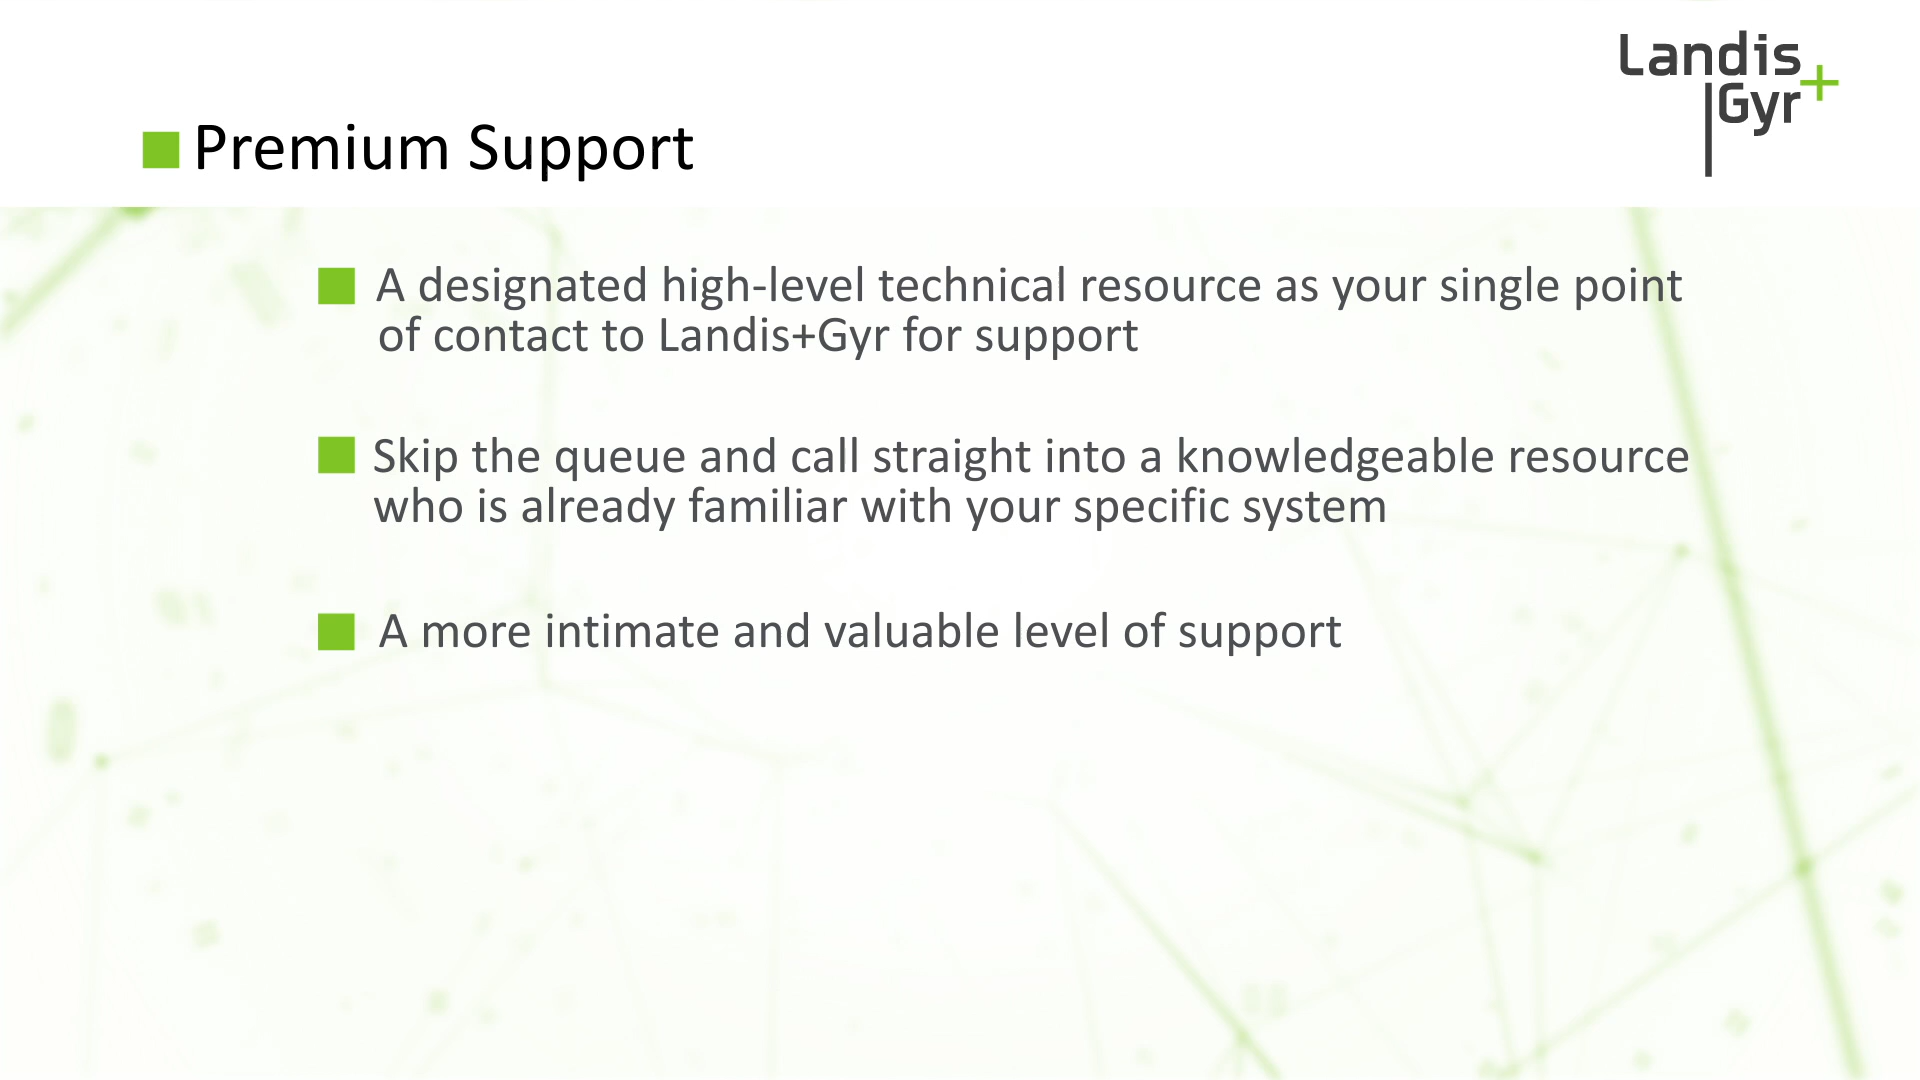 Landis
Gyr+
Premium Support
A designated high-level technical resource as your single point
of contact to Landis+Gyr for support
Skip the queue and call straight into a knowledgeable resource
who is already familiar with your specific system
A more intimate and valuable level of support